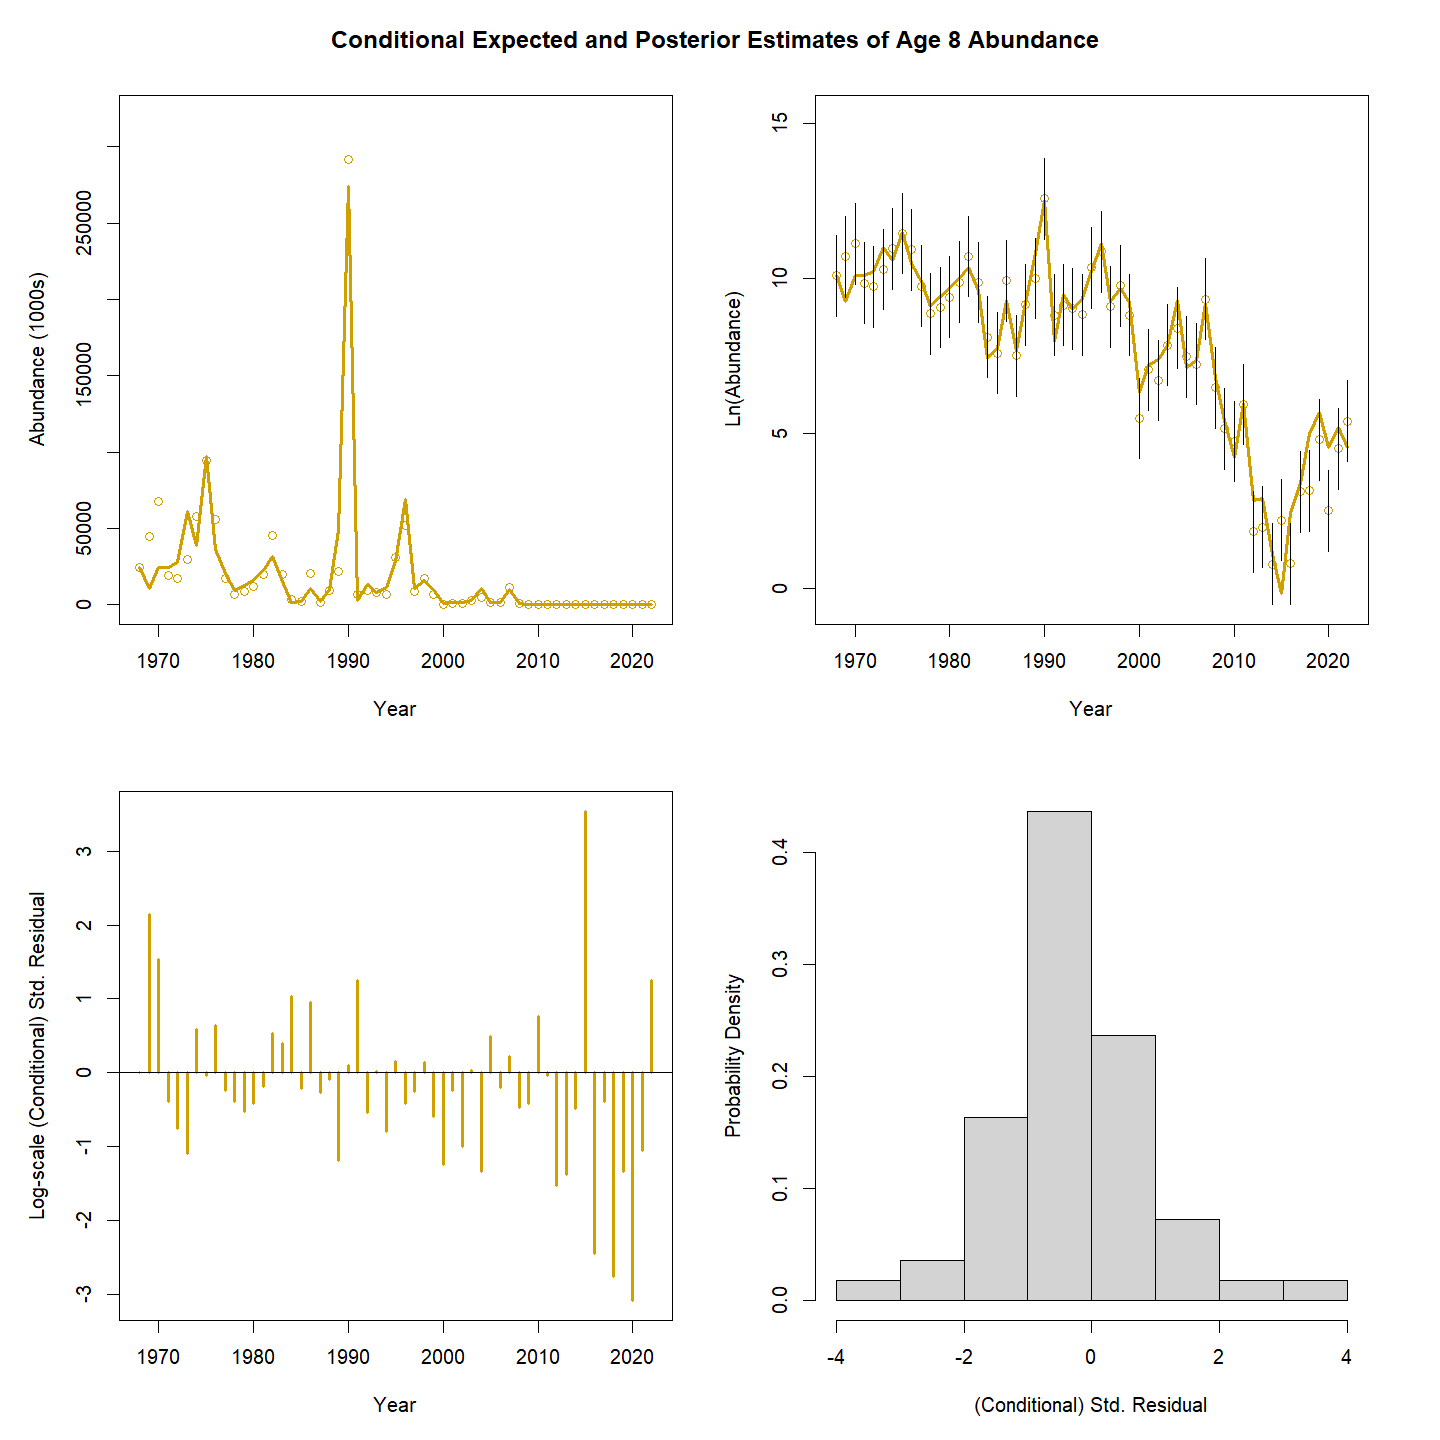 Conditional Expected and Posterior Estimates of Age 8 Abundance
Abundance (1000s)
0
50000
150000
250000
1970 1980 1990 2000 2010 2020
Year
Ln(Abundance)
0
5
10
15
1970 1980 1990 2000 2010 2020
Year
Log-scale (Conditional) Std. Residual
-3
-2
-1
0
1
2
3
1970 1980 1990 2000 2010 2020
Year
Probability Density
0.0
0.1
0.2
0.3
0.4
-4 -2 0 2 4
(Conditional) Std. Residual